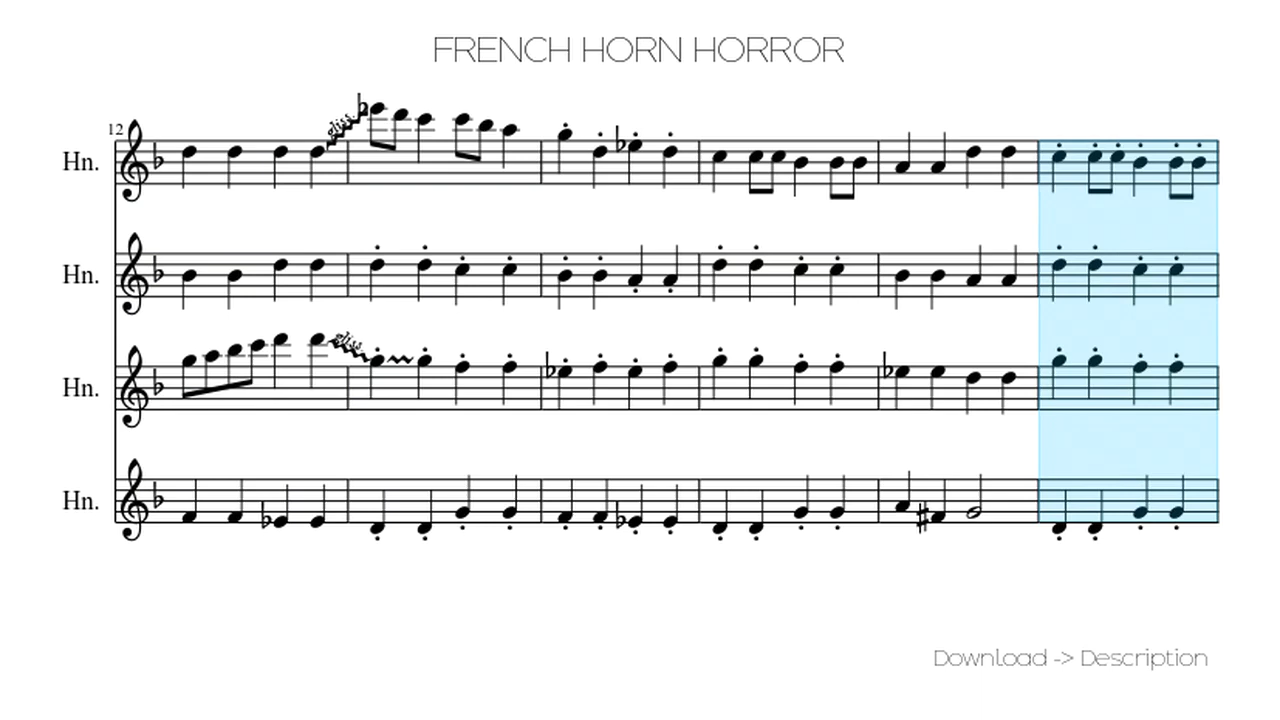 FRENCH HORN HORROR
12
gliss.
Hn.
Hn.
gliss.
Hn.
Hn.
Download -> Description